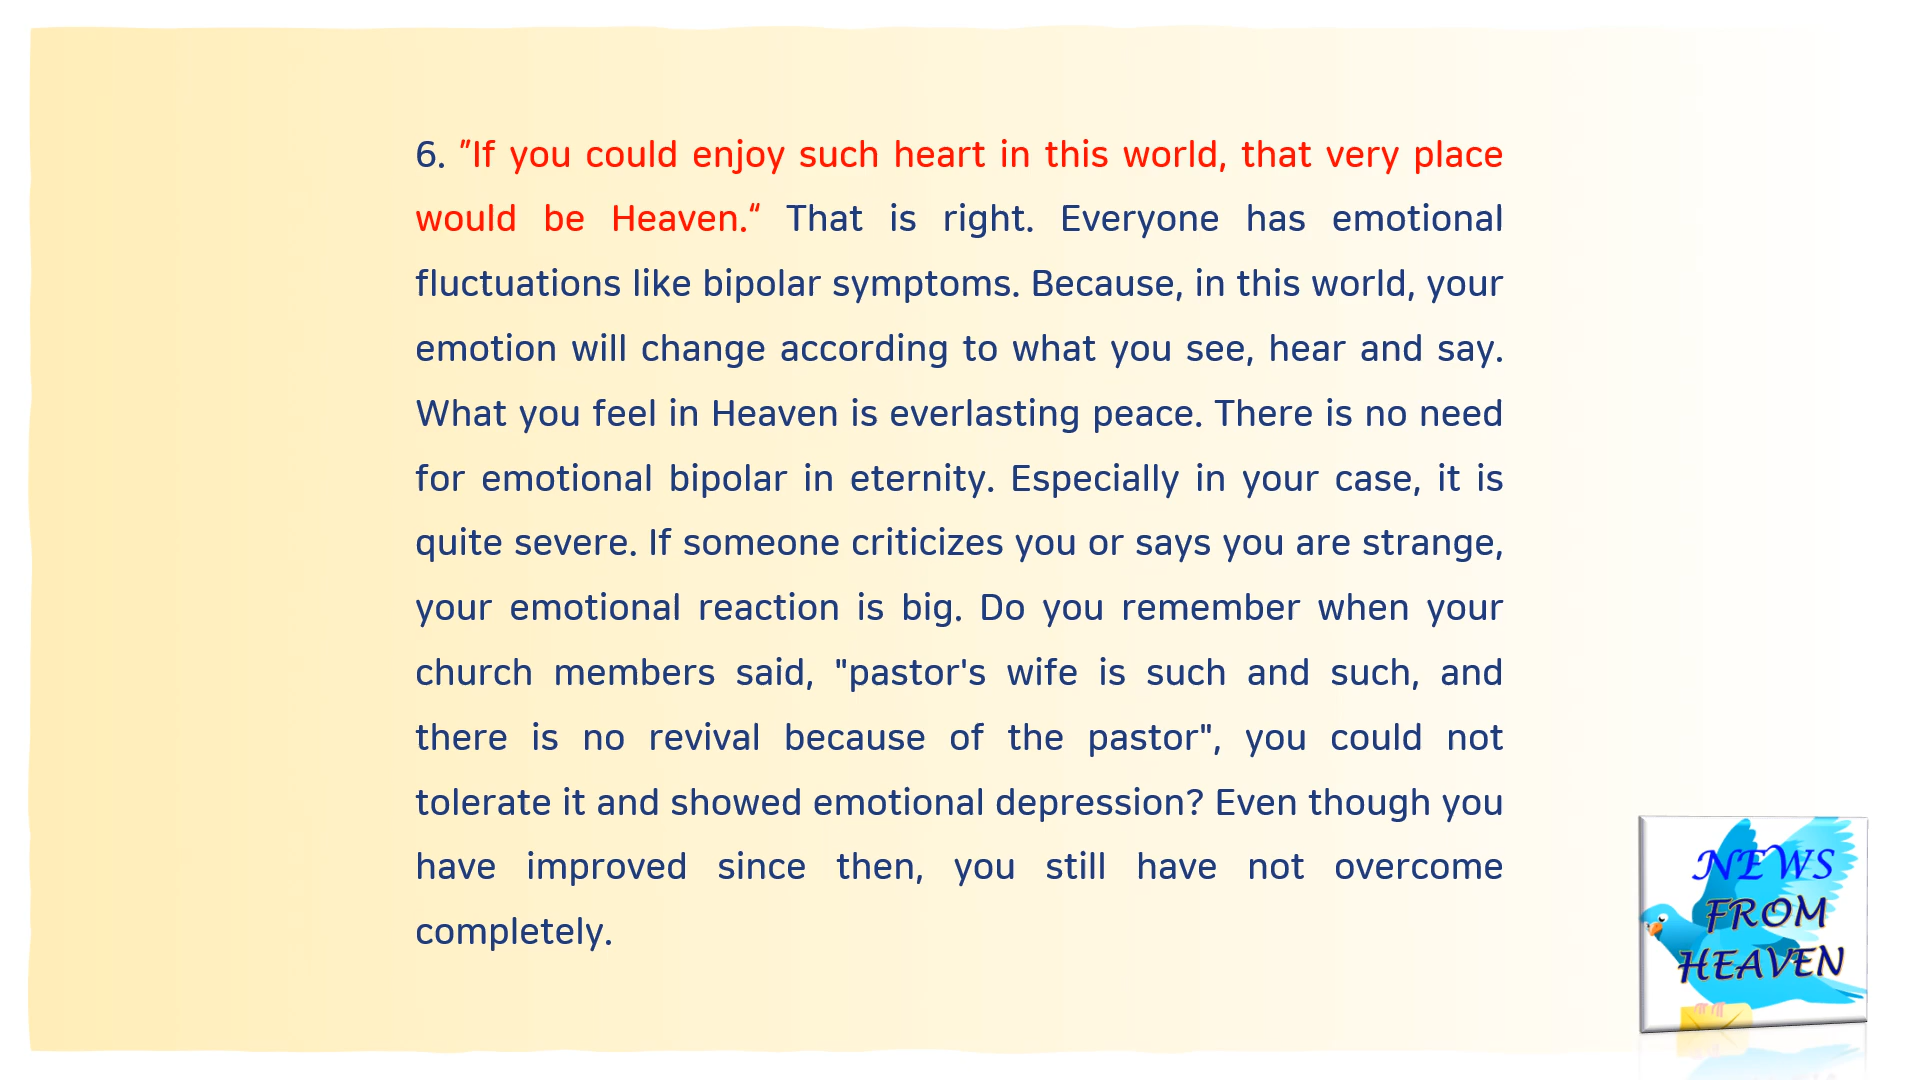 6. "If you could enjoy such heart in this world, that very place
would be Heaven.“ That is right. Everyone has emotional
fluctuations like bipolar symptoms. Because, in this world, your
emotion will change according to what you see, hear and say.
What you feel in Heaven is everlasting peace. There is no need
for emotional bipolar in eternity. Especially in your case, it is
quite severe. If someone criticizes you or says you are strange,
your emotional reaction is big. Do you remember when your
church members said, "pastor's wife is such and such, and
there is no revival because of the pastor", you could not
tolerate it and showed emotional depression? Even though you
have improved since then, you still have not overcome
completely.
NEWS
FROM
HEAVEN